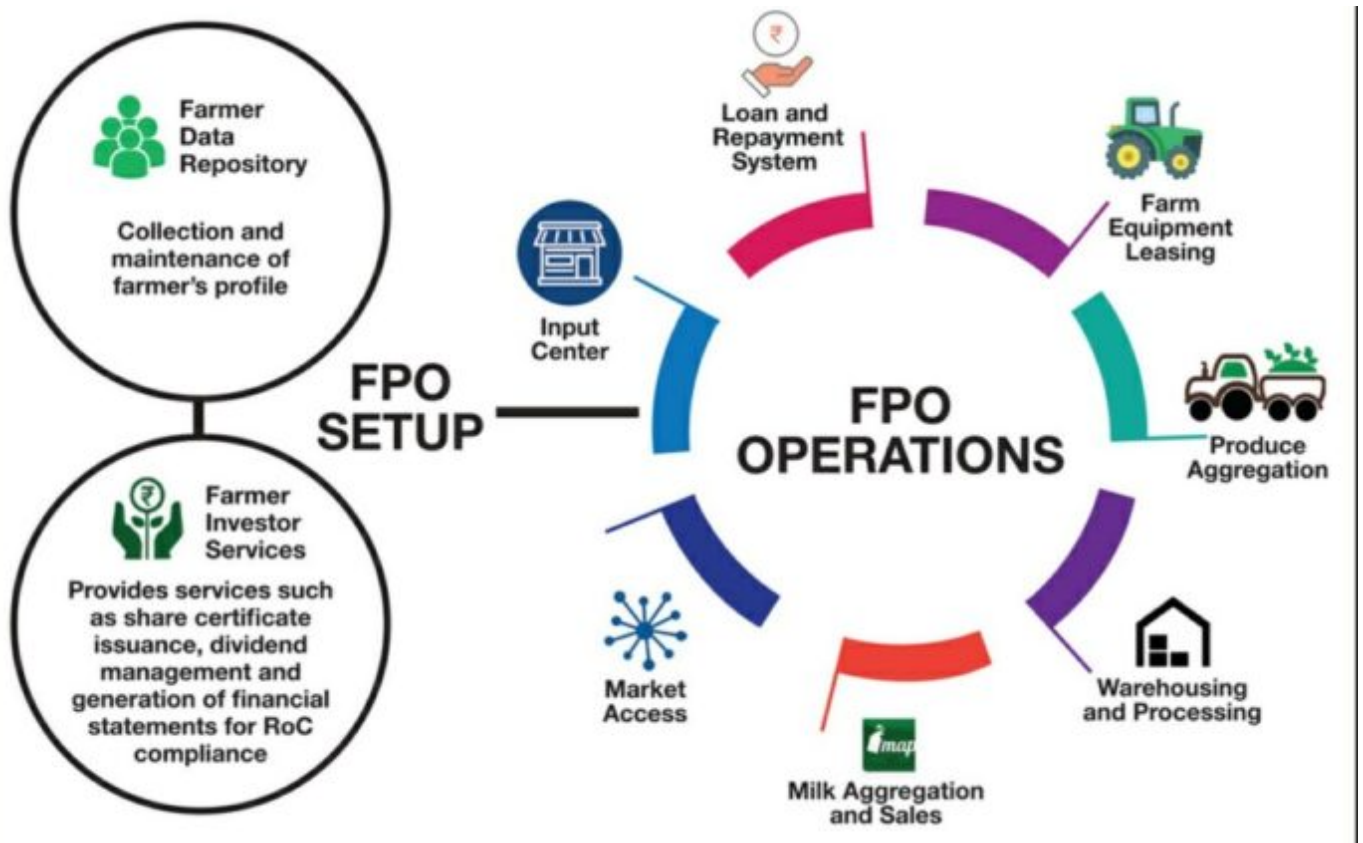 Farmer
Data
Repository
Collection and
maintenance of
farmer's profile
FPO
SETUP
Farmer
Investor
Services
Provides services such
as share certificate
issuance, dividend
management and
generation of financial
statements for RoC
compliance
FPO
OPERATIONS
₹
Loan and
Repayment
System
Farm
Equipment
Leasing
Produce
Aggregation
Warehousing
and Processing
map
Milk Aggregation
and Sales
Market
Access
Input
Center
₹